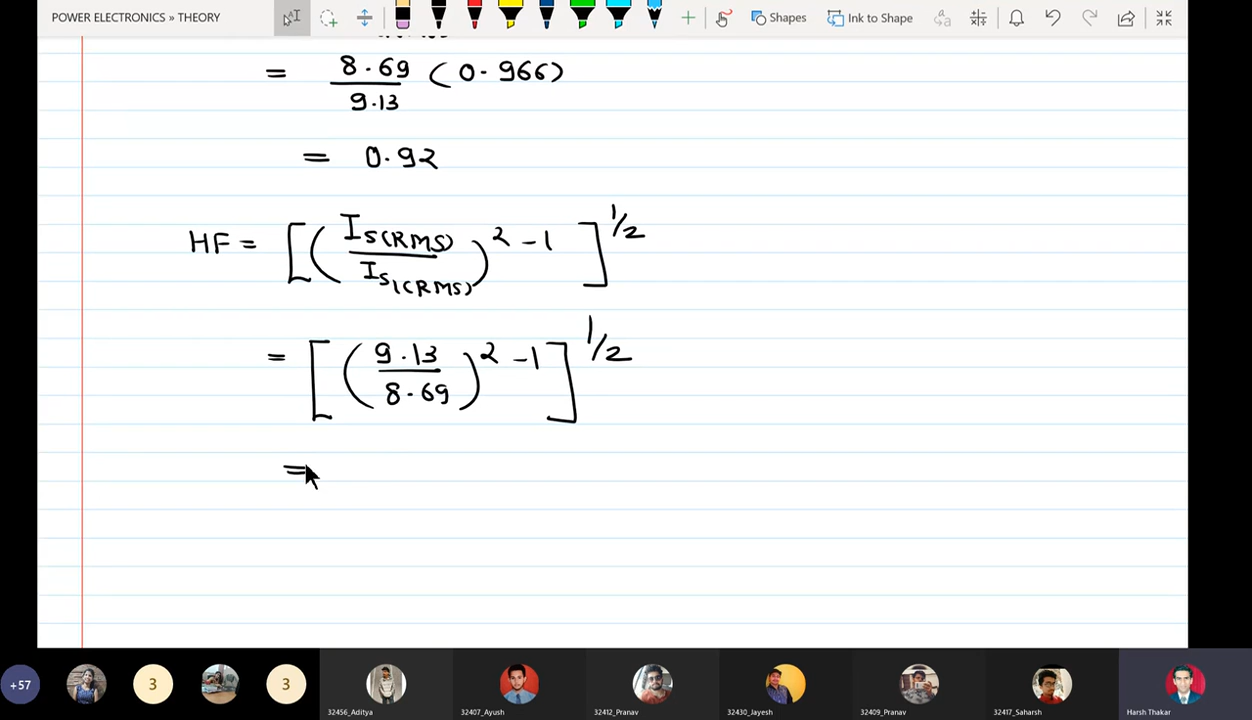 POWER ELECTRONICS » THEORY
Shapes
Ink to Shape
= 8.69/9.13 (0.966)
= 0.92
HF = [(IS(RMS)/IS1(RMS))^2 -1]^1/2
= [(9.13/8.69)^2 -1]^1/2
=
+57
3
3
32456_Aditya
32407_Ayush
32412_Pranav
32430_Jayesh
32409_Pranav
32417_Saharsh
Harsh Thakar